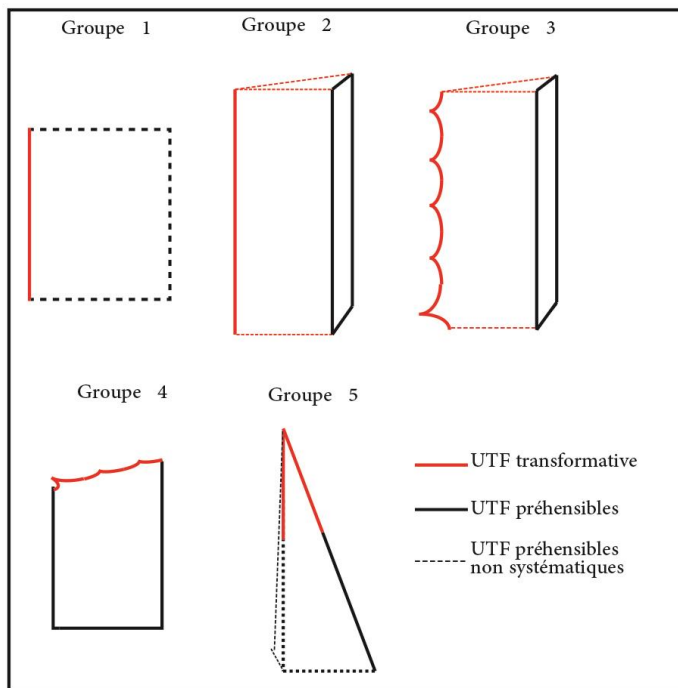 Groupe 1
Groupe 2
Groupe 3
Groupe 4
Groupe 5
UTF transformative
UTF préhensibles
UTF préhensibles
non systématiques